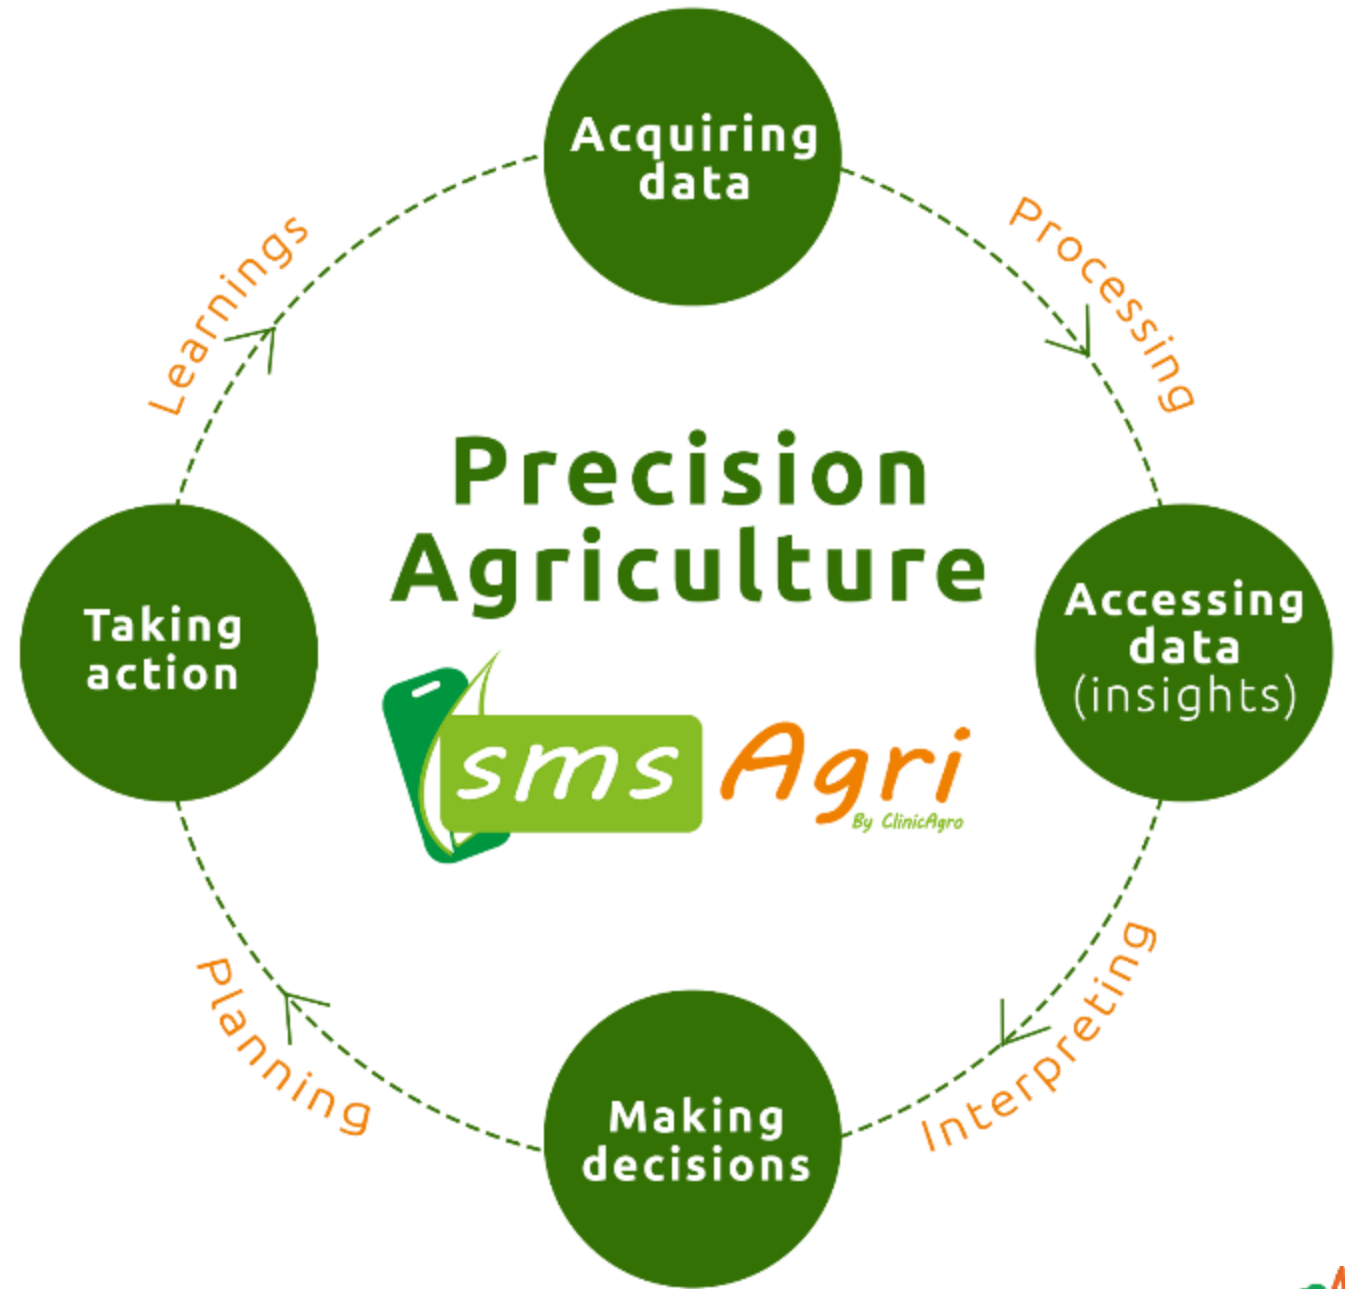 Acquiring
data
Processing
Learnings
Precision
Agriculture
Accessing
data
(insights)
Taking
action
sms Agri
By ClinicAgro
Interpreting
Planning
Making
decisions